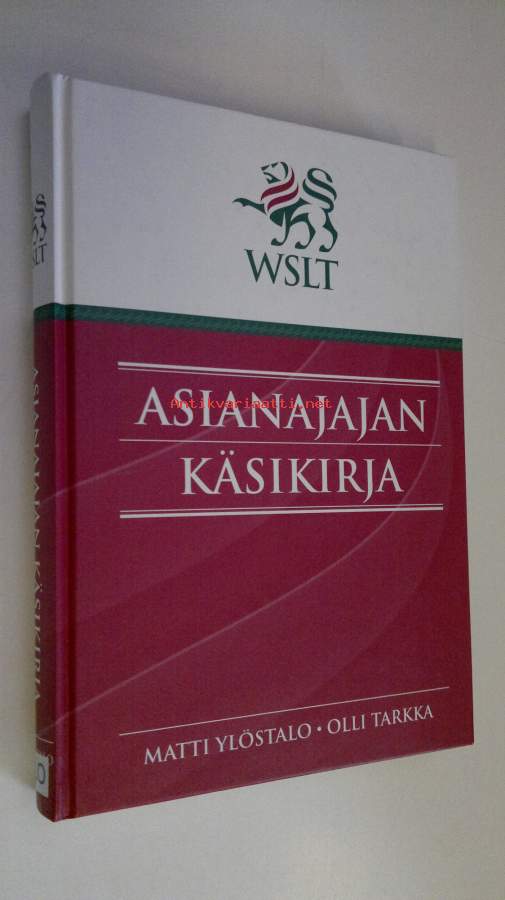 WSLT
ASIANAJAJAN
Antikvariaatti.net
KÄSIKIRJA
MATTI YLÖSTALO • OLLI TARKKA
WSLT
ASIANAJAJAN KÄSIKIRJA